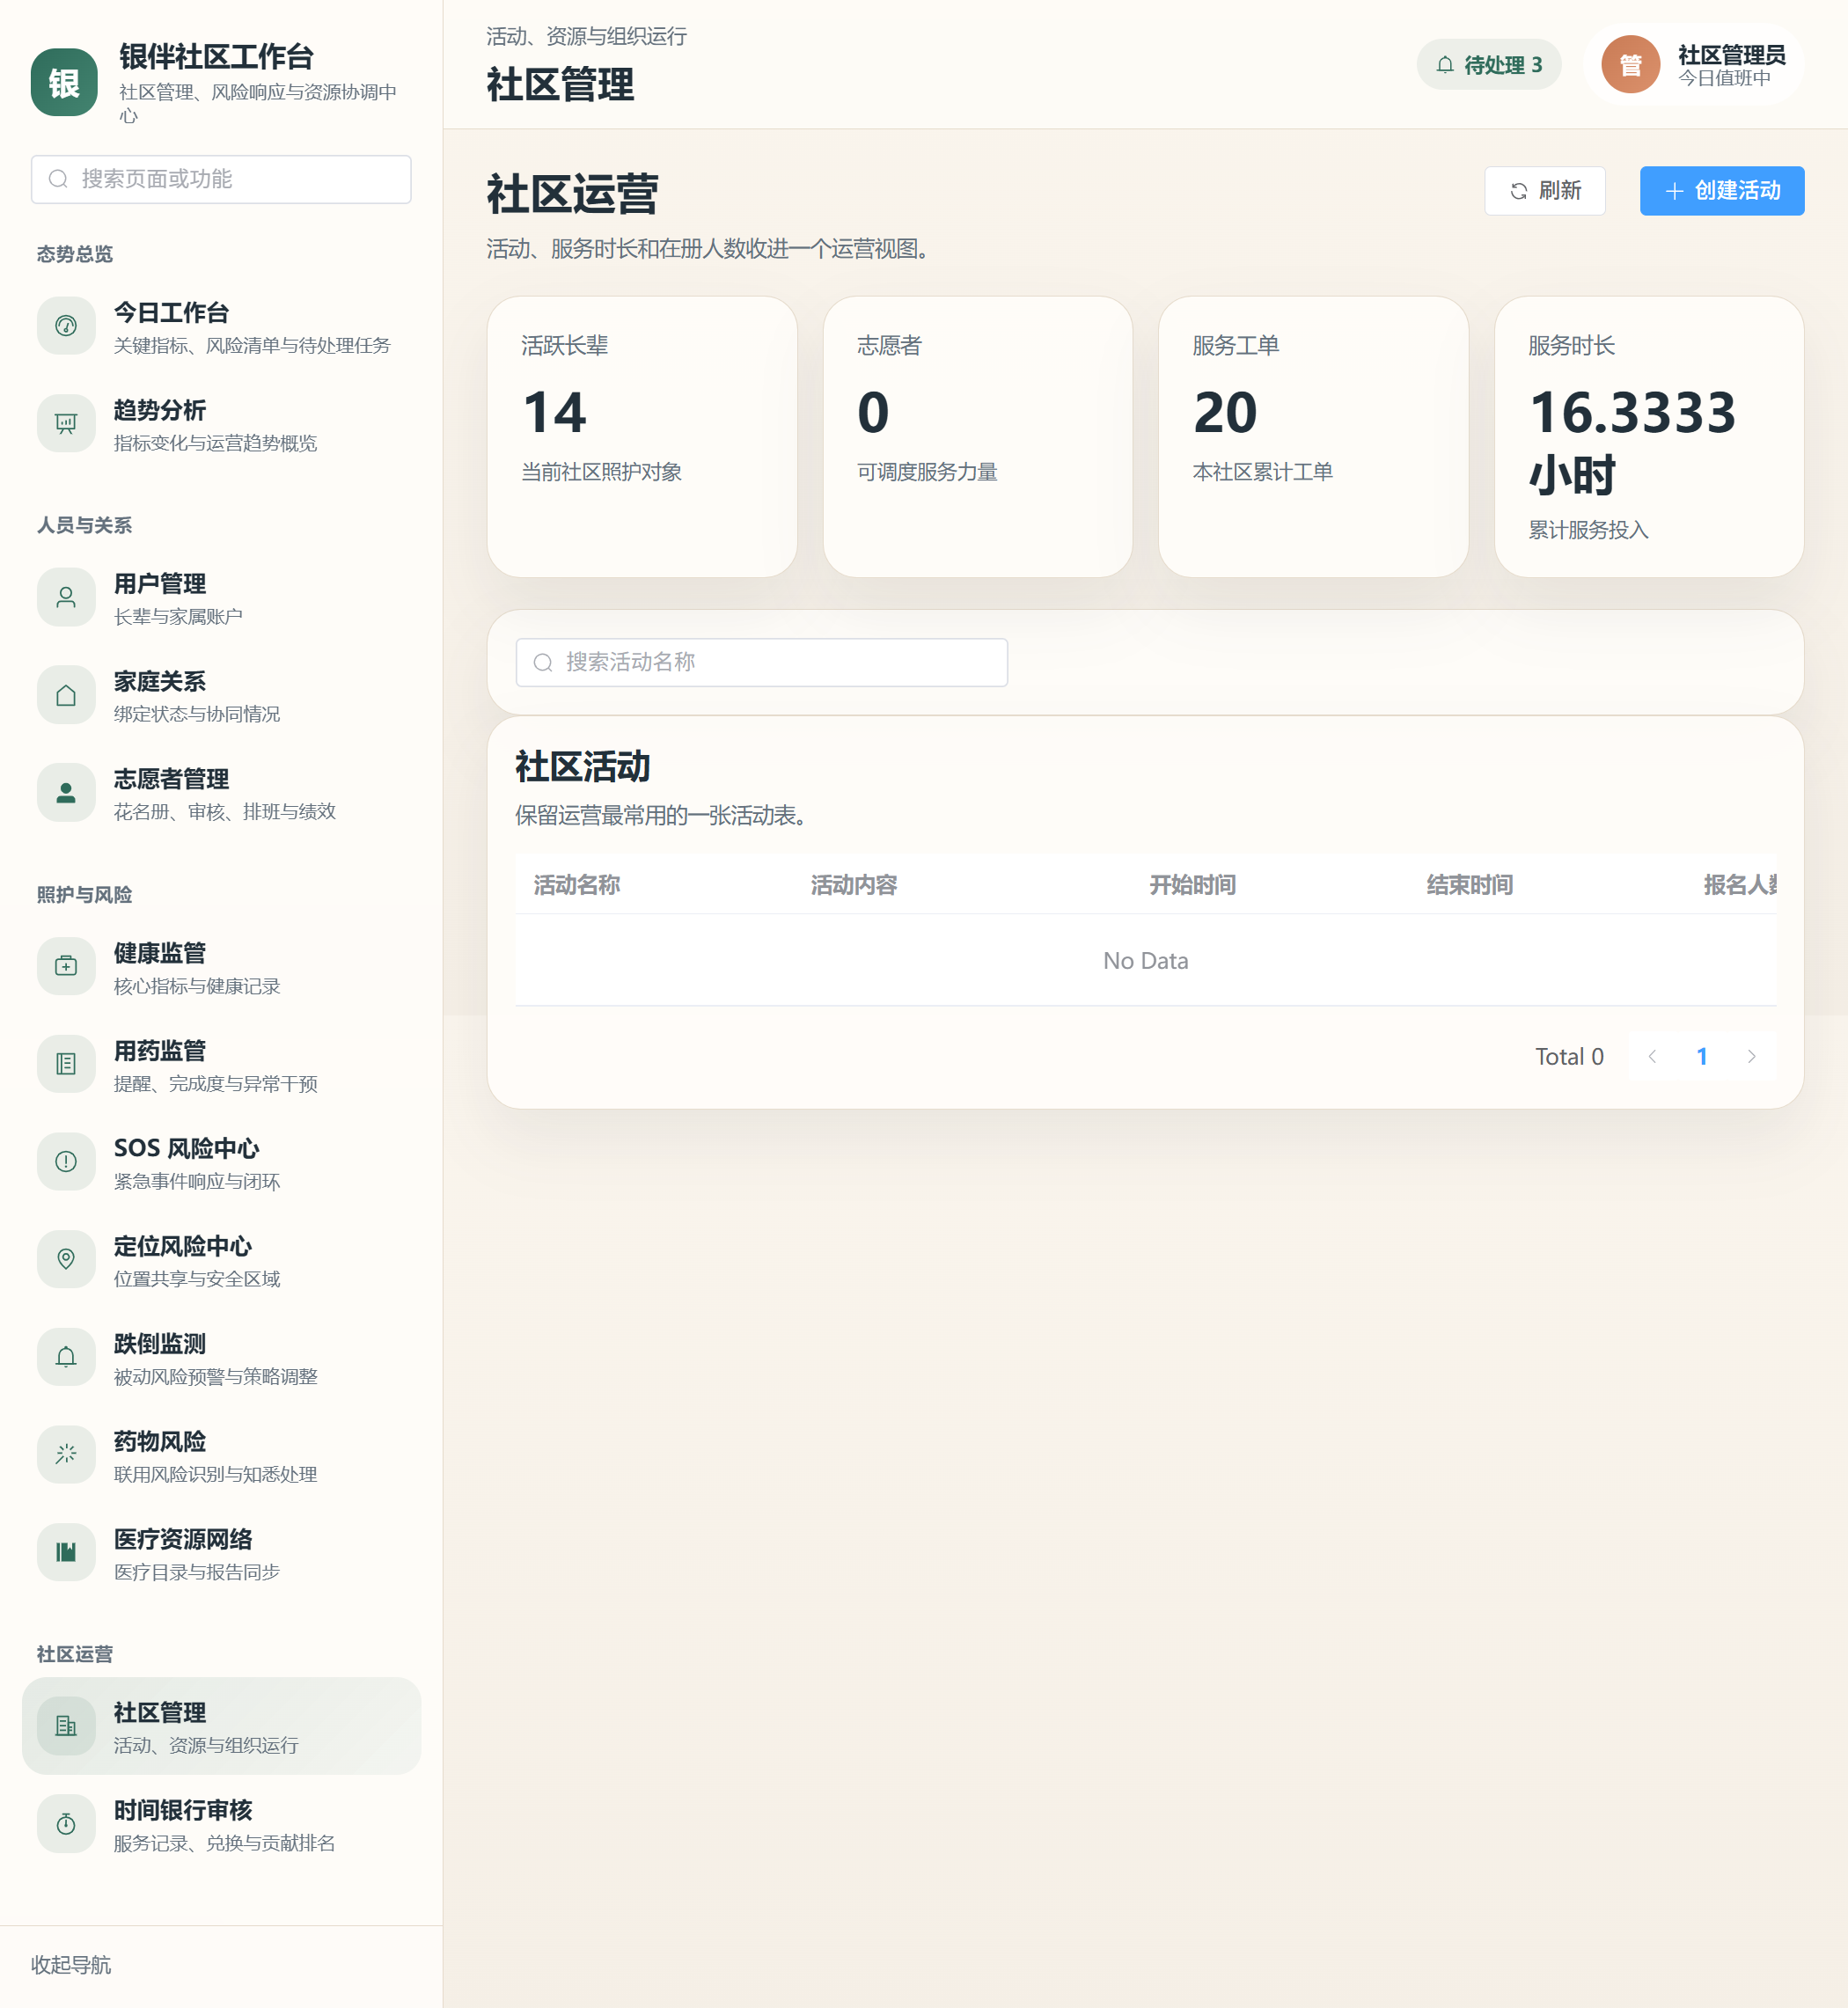 银
银伴社区工作台
社区管理、风险响应与资源协调中
心
搜索页面或功能
态势总览
今日工作台
关键指标、风险清单与待处理任务
趋势分析
指标变化与运营趋势概览
人员与关系
用户管理
长辈与家属账户
家庭关系
绑定状态与协同情况
志愿者管理
花名册、审核、排班与绩效
照护与风险
健康监管
核心指标与健康记录
用药监管
提醒、完成度与异常干预
SOS 风险中心
紧急事件响应与闭环
定位风险中心
位置共享与安全区域
跌倒监测
被动风险预警与策略调整
药物风险
联用风险识别与知悉处理
医疗资源网络
医疗目录与报告同步
社区运营
社区管理
活动、资源与组织运行
时间银行审核
服务记录、兑换与贡献排名
收起导航
活动、资源与组织运行
社区管理
待处理 3
管
社区管理员
今日值班中
社区运营
活动、服务时长和在册人数收进一个运营视图。
刷新
创建活动
活跃长辈
14
当前社区照护对象
志愿者
0
可调度服务力量
服务工单
20
本社区累计工单
服务时长
16.3333
小时
累计服务投入
搜索活动名称
社区活动
保留运营最常用的一张活动表。
活动名称 活动内容 开始时间 结束时间 报名人数
No Data
Total 0 1